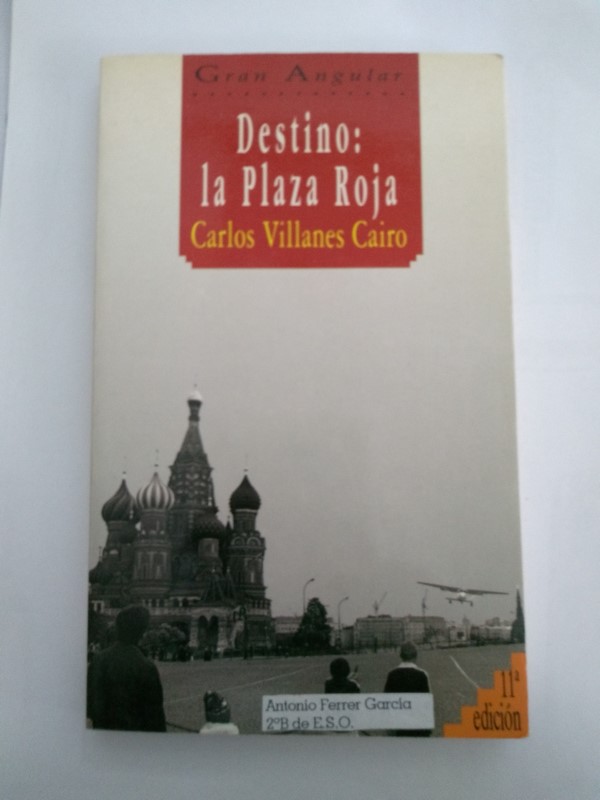 Gran Angular
Destino:
la Plaza Roja
Carlos Villanes Cairo
Antonio Ferrer García
2ºB de E.S.O.
11ª
edición